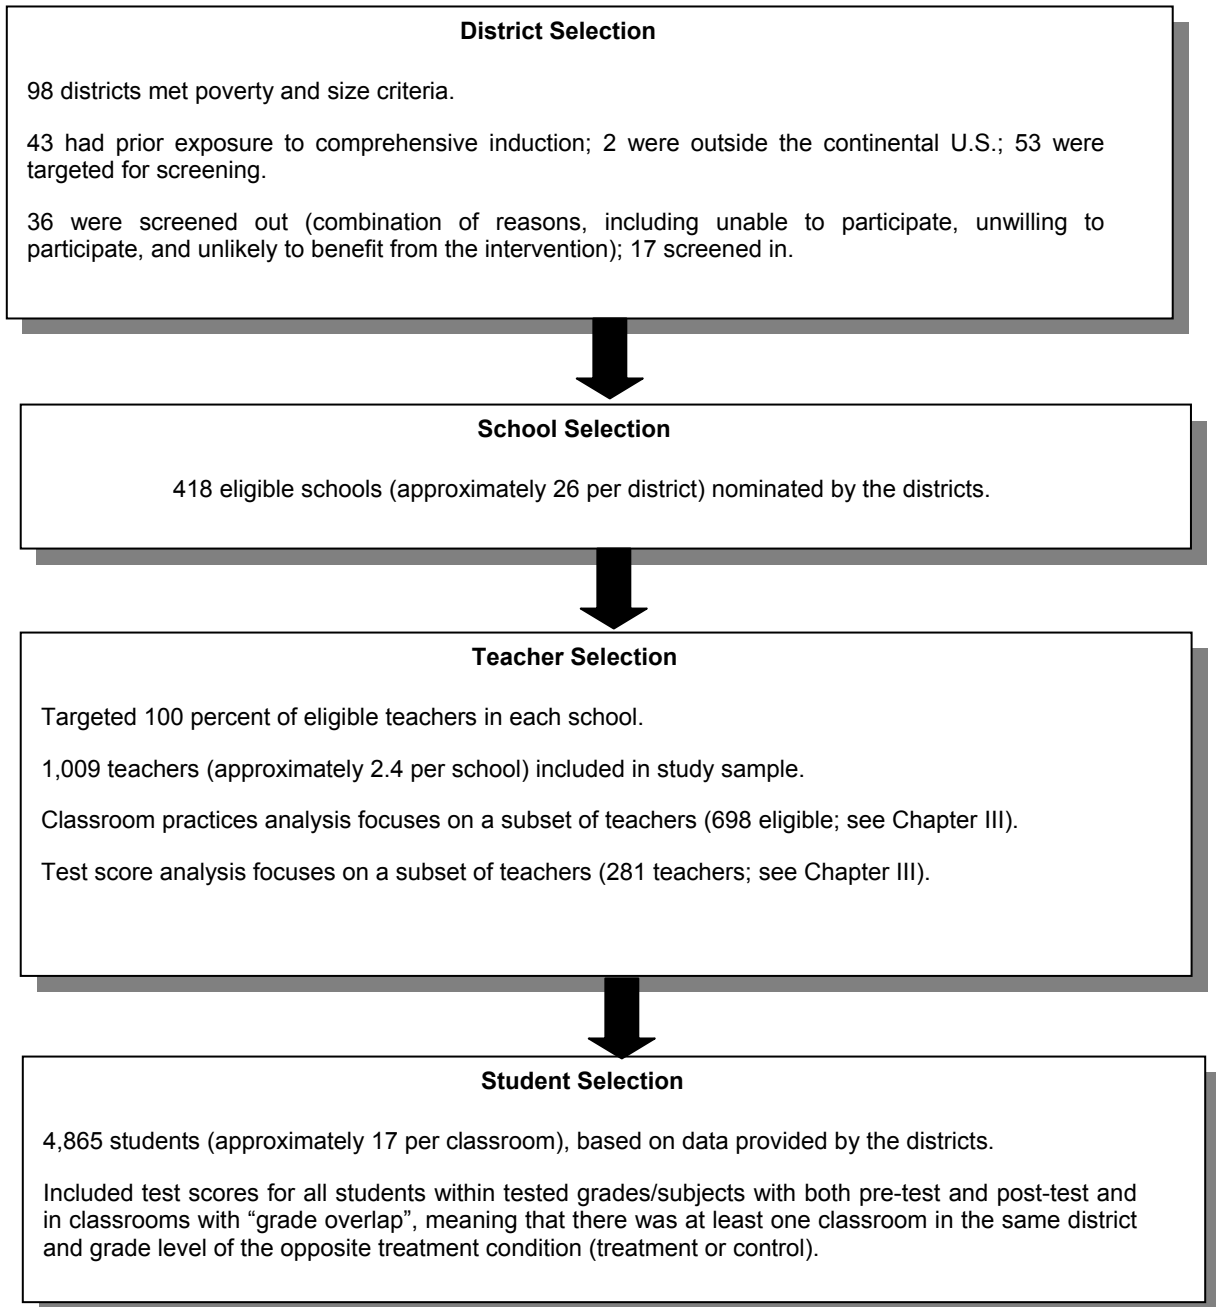 District Selection
98 districts met poverty and size criteria.
43 had prior exposure to comprehensive induction; 2 were outside the continental U.S.; 53 were
targeted for screening.
36 were screened out (combination of reasons, including unable to participate, unwilling to
participate, and unlikely to benefit from the intervention); 17 screened in.
School Selection
418 eligible schools (approximately 26 per district) nominated by the districts.
Teacher Selection
Targeted 100 percent of eligible teachers in each school.
1,009 teachers (approximately 2.4 per school) included in study sample.
Classroom practices analysis focuses on a subset of teachers (698 eligible; see Chapter III).
Test score analysis focuses on a subset of teachers (281 teachers; see Chapter III).
Student Selection
4,865 students (approximately 17 per classroom), based on data provided by the districts.
Included test scores for all students within tested grades/subjects with both pre-test and post-test and
in classrooms with “grade overlap”, meaning that there was at least one classroom in the same district
and grade level of the opposite treatment condition (treatment or control).